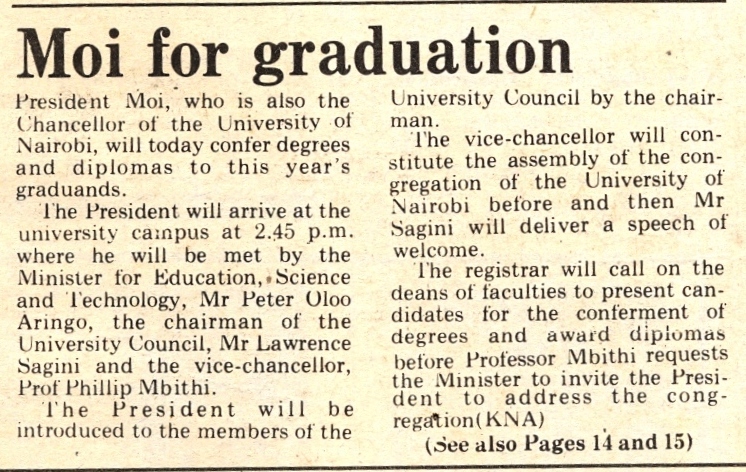 Moi for graduation
President Moi, who is also the
Chancellor of the University of
Nairobi, will today confer degrees
and diplomas to this year's
graduands.
The President will arrive at the
university campus at 2.45 p.m.
where he will be met by the
Minister for Education, Science
and Technology, Mr Peter Oloo
Aringo, the chairman of the
University Council, Mr Lawrence
Sagini and the vice-chancellor,
Prof Phillip Mbithi.
The President will be
introduced to the members of the
University Council by the chair-
man.
The vice-chancellor will con-
stitute the assembly of the con-
gregation of the University of
Nairobi before and then Mr
Sagini will deliver a speech of
welcome.
The registrar will call on the
deans of faculties to present can-
didates for the conferment of
degrees and award diplomas
before Professor Mbithi requests
the Minister to invite the Presi-
dent to address the cong-
regation(KNA)
(See also Pages 14 and 15)